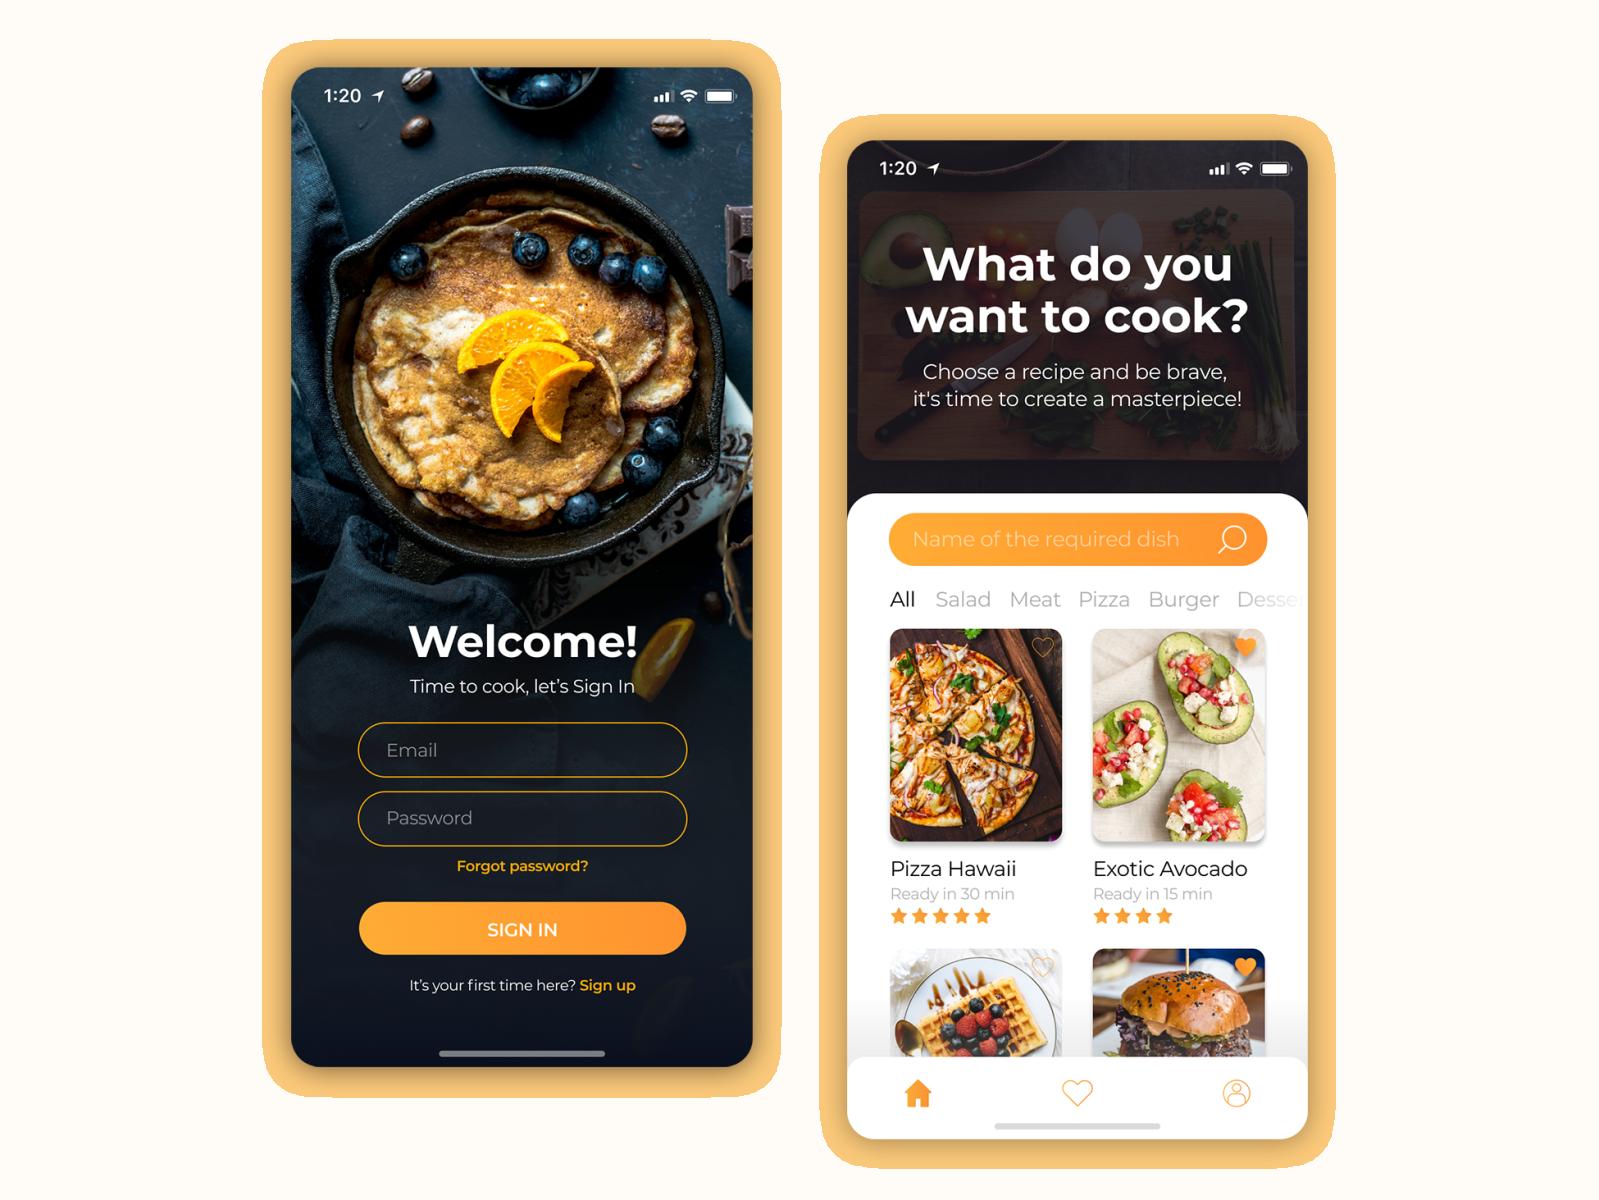 1:20
Welcome!
Time to cook, let's Sign In
Email
Password
Forgot password?
SIGN IN
It's your first time here? Sign up
1:20
What do you
want to cook?
Choose a recipe and be brave,
it's time to create a masterpiece!
Name of the required dish
All Salad Meat Pizza Burger Desser
Pizza Hawaii
Ready in 30 min
Exotic Avocado
Ready in 15 min